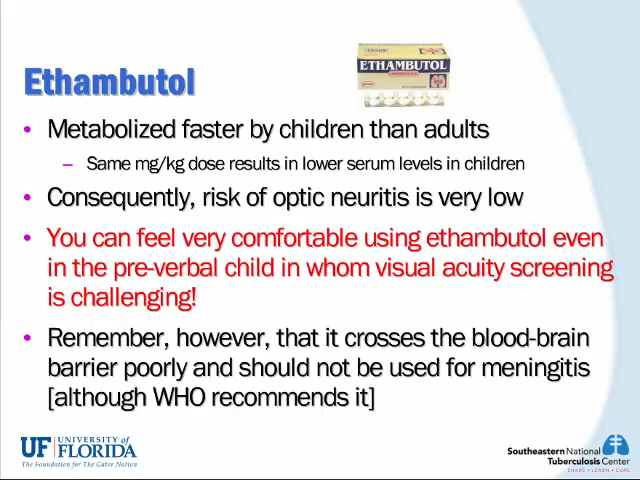 ETHAMBUTOL
Ethambutol
• Metabolized faster by children than adults
– Same mg/kg dose results in lower serum levels in children
• Consequently, risk of optic neuritis is very low
• You can feel very comfortable using ethambutol even
in the pre-verbal child in whom visual acuity screening
is challenging!
• Remember, however, that it crosses the blood-brain
barrier poorly and should not be used for meningitis
[although WHO recommends it]
UF UNIVERSITY of
FLORIDA
The Foundation for The Gator Nation
Southeastern National
Tuberculosis Center
SHARE • LEARN • CURE